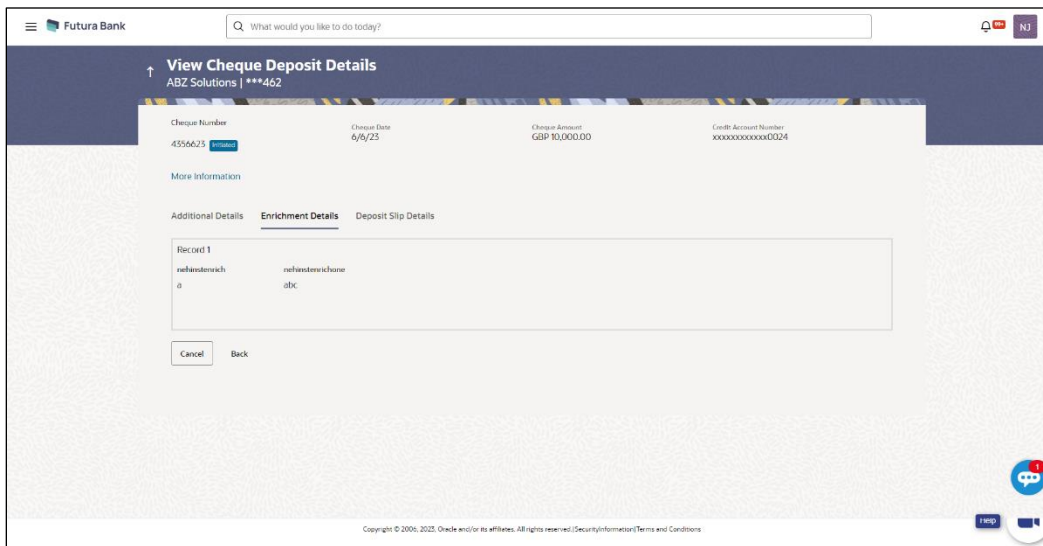 Futura Bank
What would you like to do today?
99+
NJ
View Cheque Deposit Details
ABZ Solutions | ***462
Cheque Number
4356623 Initiated
Cheque Date
6/6/23
Cheque Amount
GBP 10,000.00
Credit Account Number
xxxxxxxxxxxx0024
More Information
Additional Details Enrichment Details Deposit Slip Details
Record 1
nehinstenrich nehinstenrichone
a abc
Cancel Back
1
Help
Copyright © 2006, 2023, Oracle and/or its affiliates. All rights reserved.|SecurityInformation|Terms and Conditions